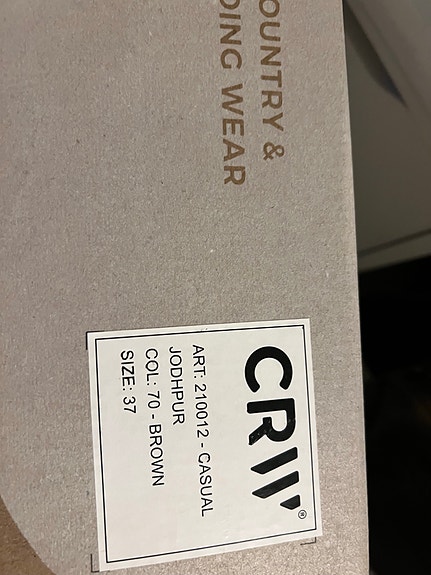 OUNTRY &
DING WEAR
CRW®
ART: 210012 - CASUAL
JODHPUR
COL: 70 - BROWN
SIZE: 37